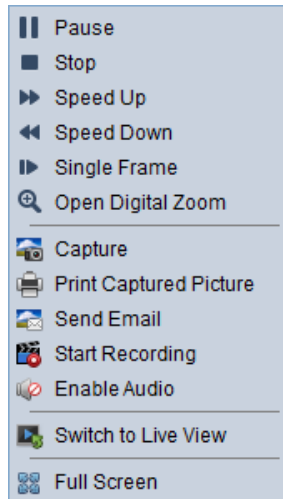 Pause
Stop
Speed Up
Speed Down
Single Frame
Open Digital Zoom
Capture
Print Captured Picture
Send Email
Start Recording
Enable Audio
Switch to Live View
Full Screen